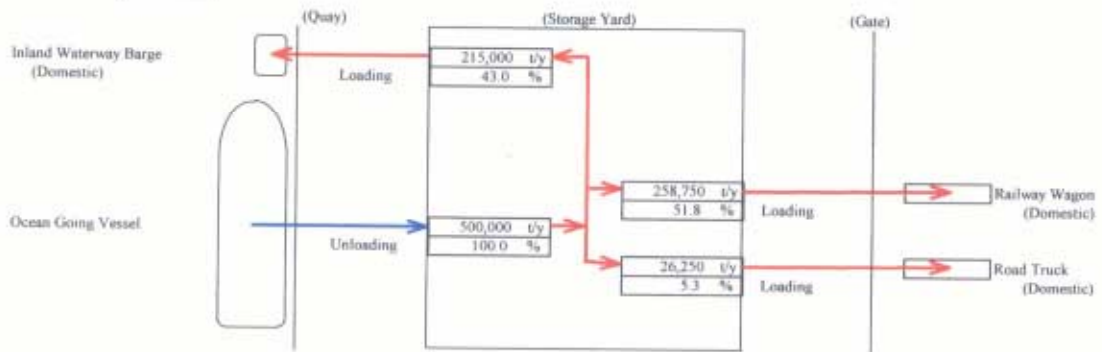 (Quay)
(Storage Yard)
(Gate)
Inland Waterway Barge
(Domestic)
Loading
215,000 t/y
43.0 %
258,750 t/y
51.8 %
Loading
Railway Wagon
(Domestic)
Ocean Going Vessel
Unloading
500,000 t/y
100.0 %
26,250 t/y
5.3 %
Loading
Road Truck
(Domestic)